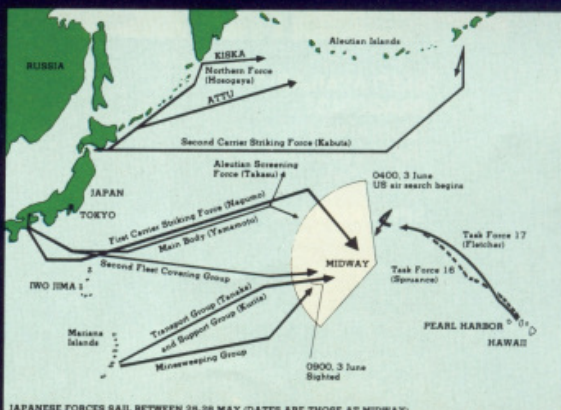 Aleutian Islands
RUSSIA
KISKA
Northern Force
(Hosogaya)
ATTU
Second Carrier Striking Force (Kabuta)
Aleutian Screening
Force (Takasu)
0400, 3 June
US air search begins
JAPAN
TOKYO
First Carrier Striking Force (Nagumo)
Main Body (Yamamoto)
Second Fleet Covering Group
Task Force 17
(Fletcher)
MIDWAY
Task Force 16
(Spruance)
IWO JIMA
Transport Group (Tanaka)
and Support Group (Kurita)
Minesweeping Group
PEARL HARBOR
HAWAII
Mariana
Islands
0900, 3 June
Sighted
JAPANESE FORCES SAIL BETWEEN 28-28 MAY (DATES ARE THOSE AT MIDWAY)